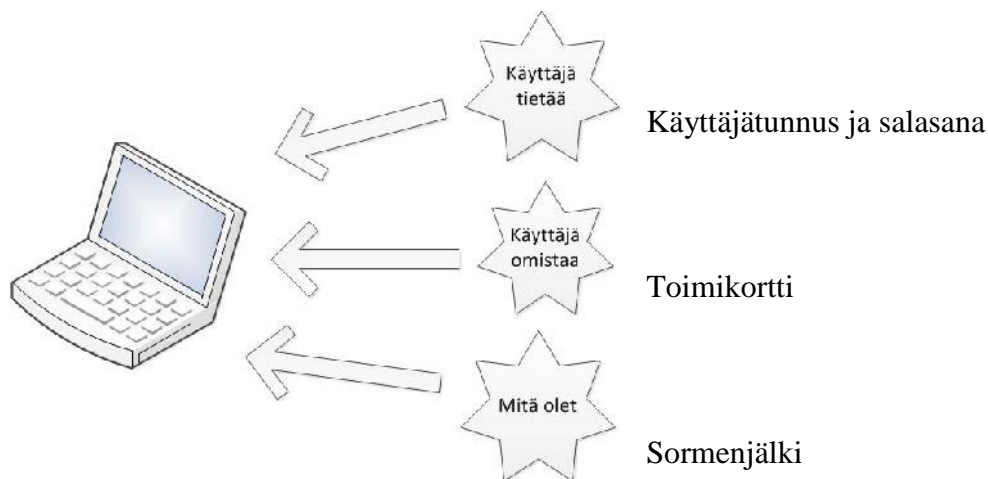 Käyttäjä
tietää
Käyttäjätunnus ja salasana
Käyttäjä
omistaa
Toimikortti
Mitä olet
Sormenjälki